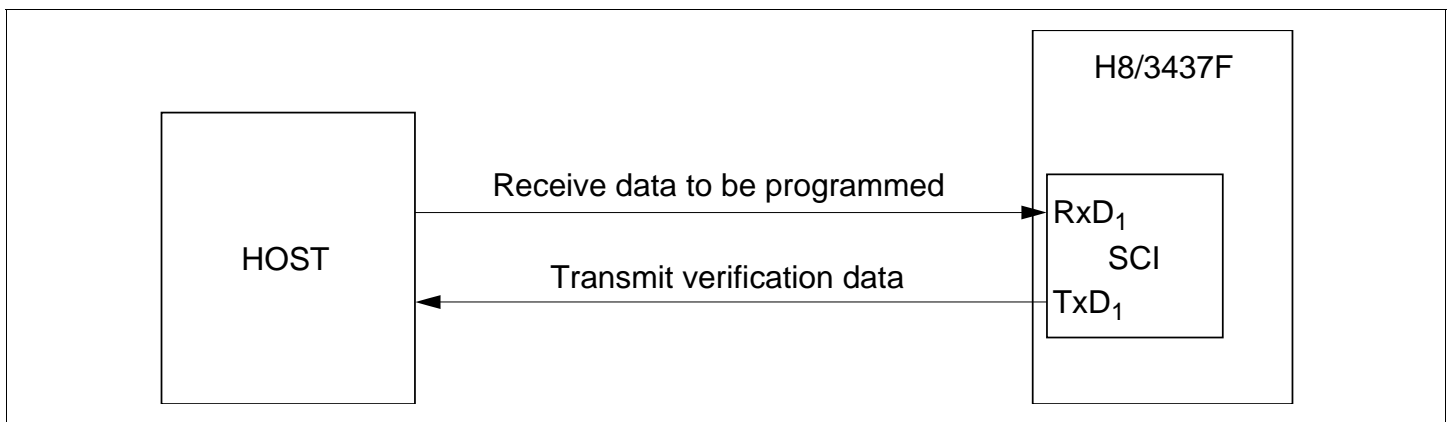 H8/3437F
Receive data to be programmed
RxD₁
HOST
SCI
Transmit verification data
TxD₁